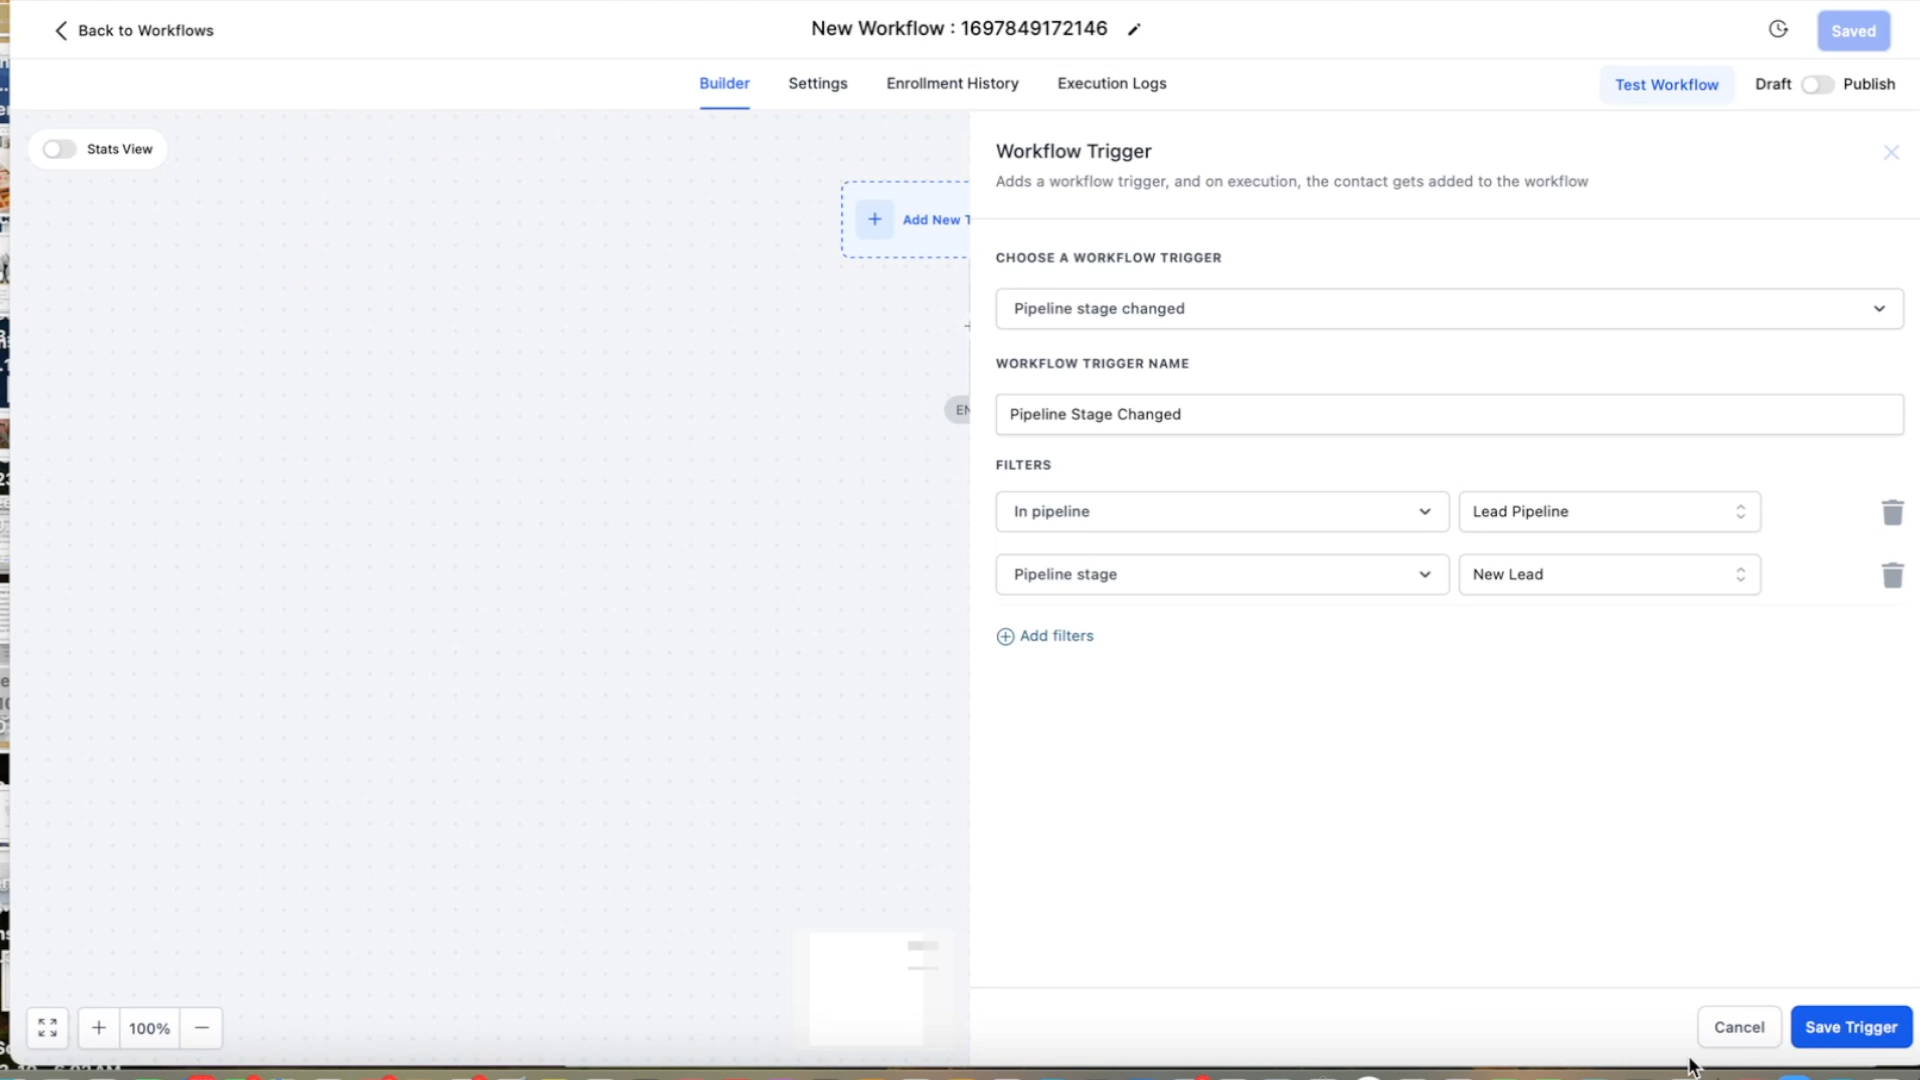 Back to Workflows
New Workflow : 1697849172146
Saved
Builder
Settings
Enrollment History
Execution Logs
Test Workflow
Draft
Publish
Stats View
Add New T
EN
Workflow Trigger
Adds a workflow trigger, and on execution, the contact gets added to the workflow
CHOOSE A WORKFLOW TRIGGER
Pipeline stage changed
WORKFLOW TRIGGER NAME
Pipeline Stage Changed
FILTERS
In pipeline
Lead Pipeline
Pipeline stage
New Lead
Add filters
100%
Cancel
Save Trigger